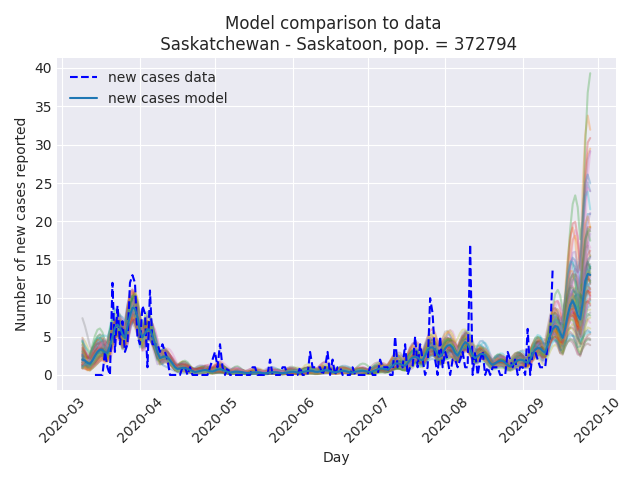 Model comparison to data
Saskatchewan - Saskatoon, pop. = 372794
new cases data
new cases model
Number of new cases reported
40
35
30
25
20
15
10
5
0
2020-03
2020-04
2020-05
2020-06
2020-07
2020-08
2020-09
2020-10
Day